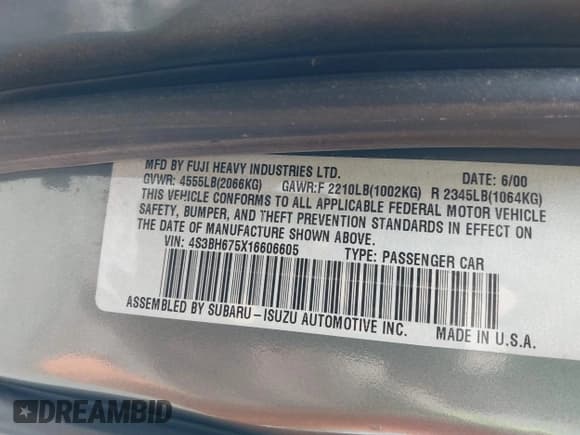 MFD BY FUJI HEAVY INDUSTRIES LTD. DATE: 6/00
GVWR: 4555LB(2066KG) GAWR:F 2210LB(1002KG) R 2345LB(1064KG)
THIS VEHICLE CONFORMS TO ALL APPLICABLE FEDERAL MOTOR VEHICLE
SAFETY, BUMPER, AND THEFT PREVENTION STANDARDS IN EFFECT ON
THE DATE OF MANUFACTURE SHOWN ABOVE.
VIN: 4S3BH675X16606605 TYPE: PASSENGER CAR
ASSEMBLED BY SUBARU-ISUZU AUTOMOTIVE INC. MADE IN U.S.A.
DREAMBID